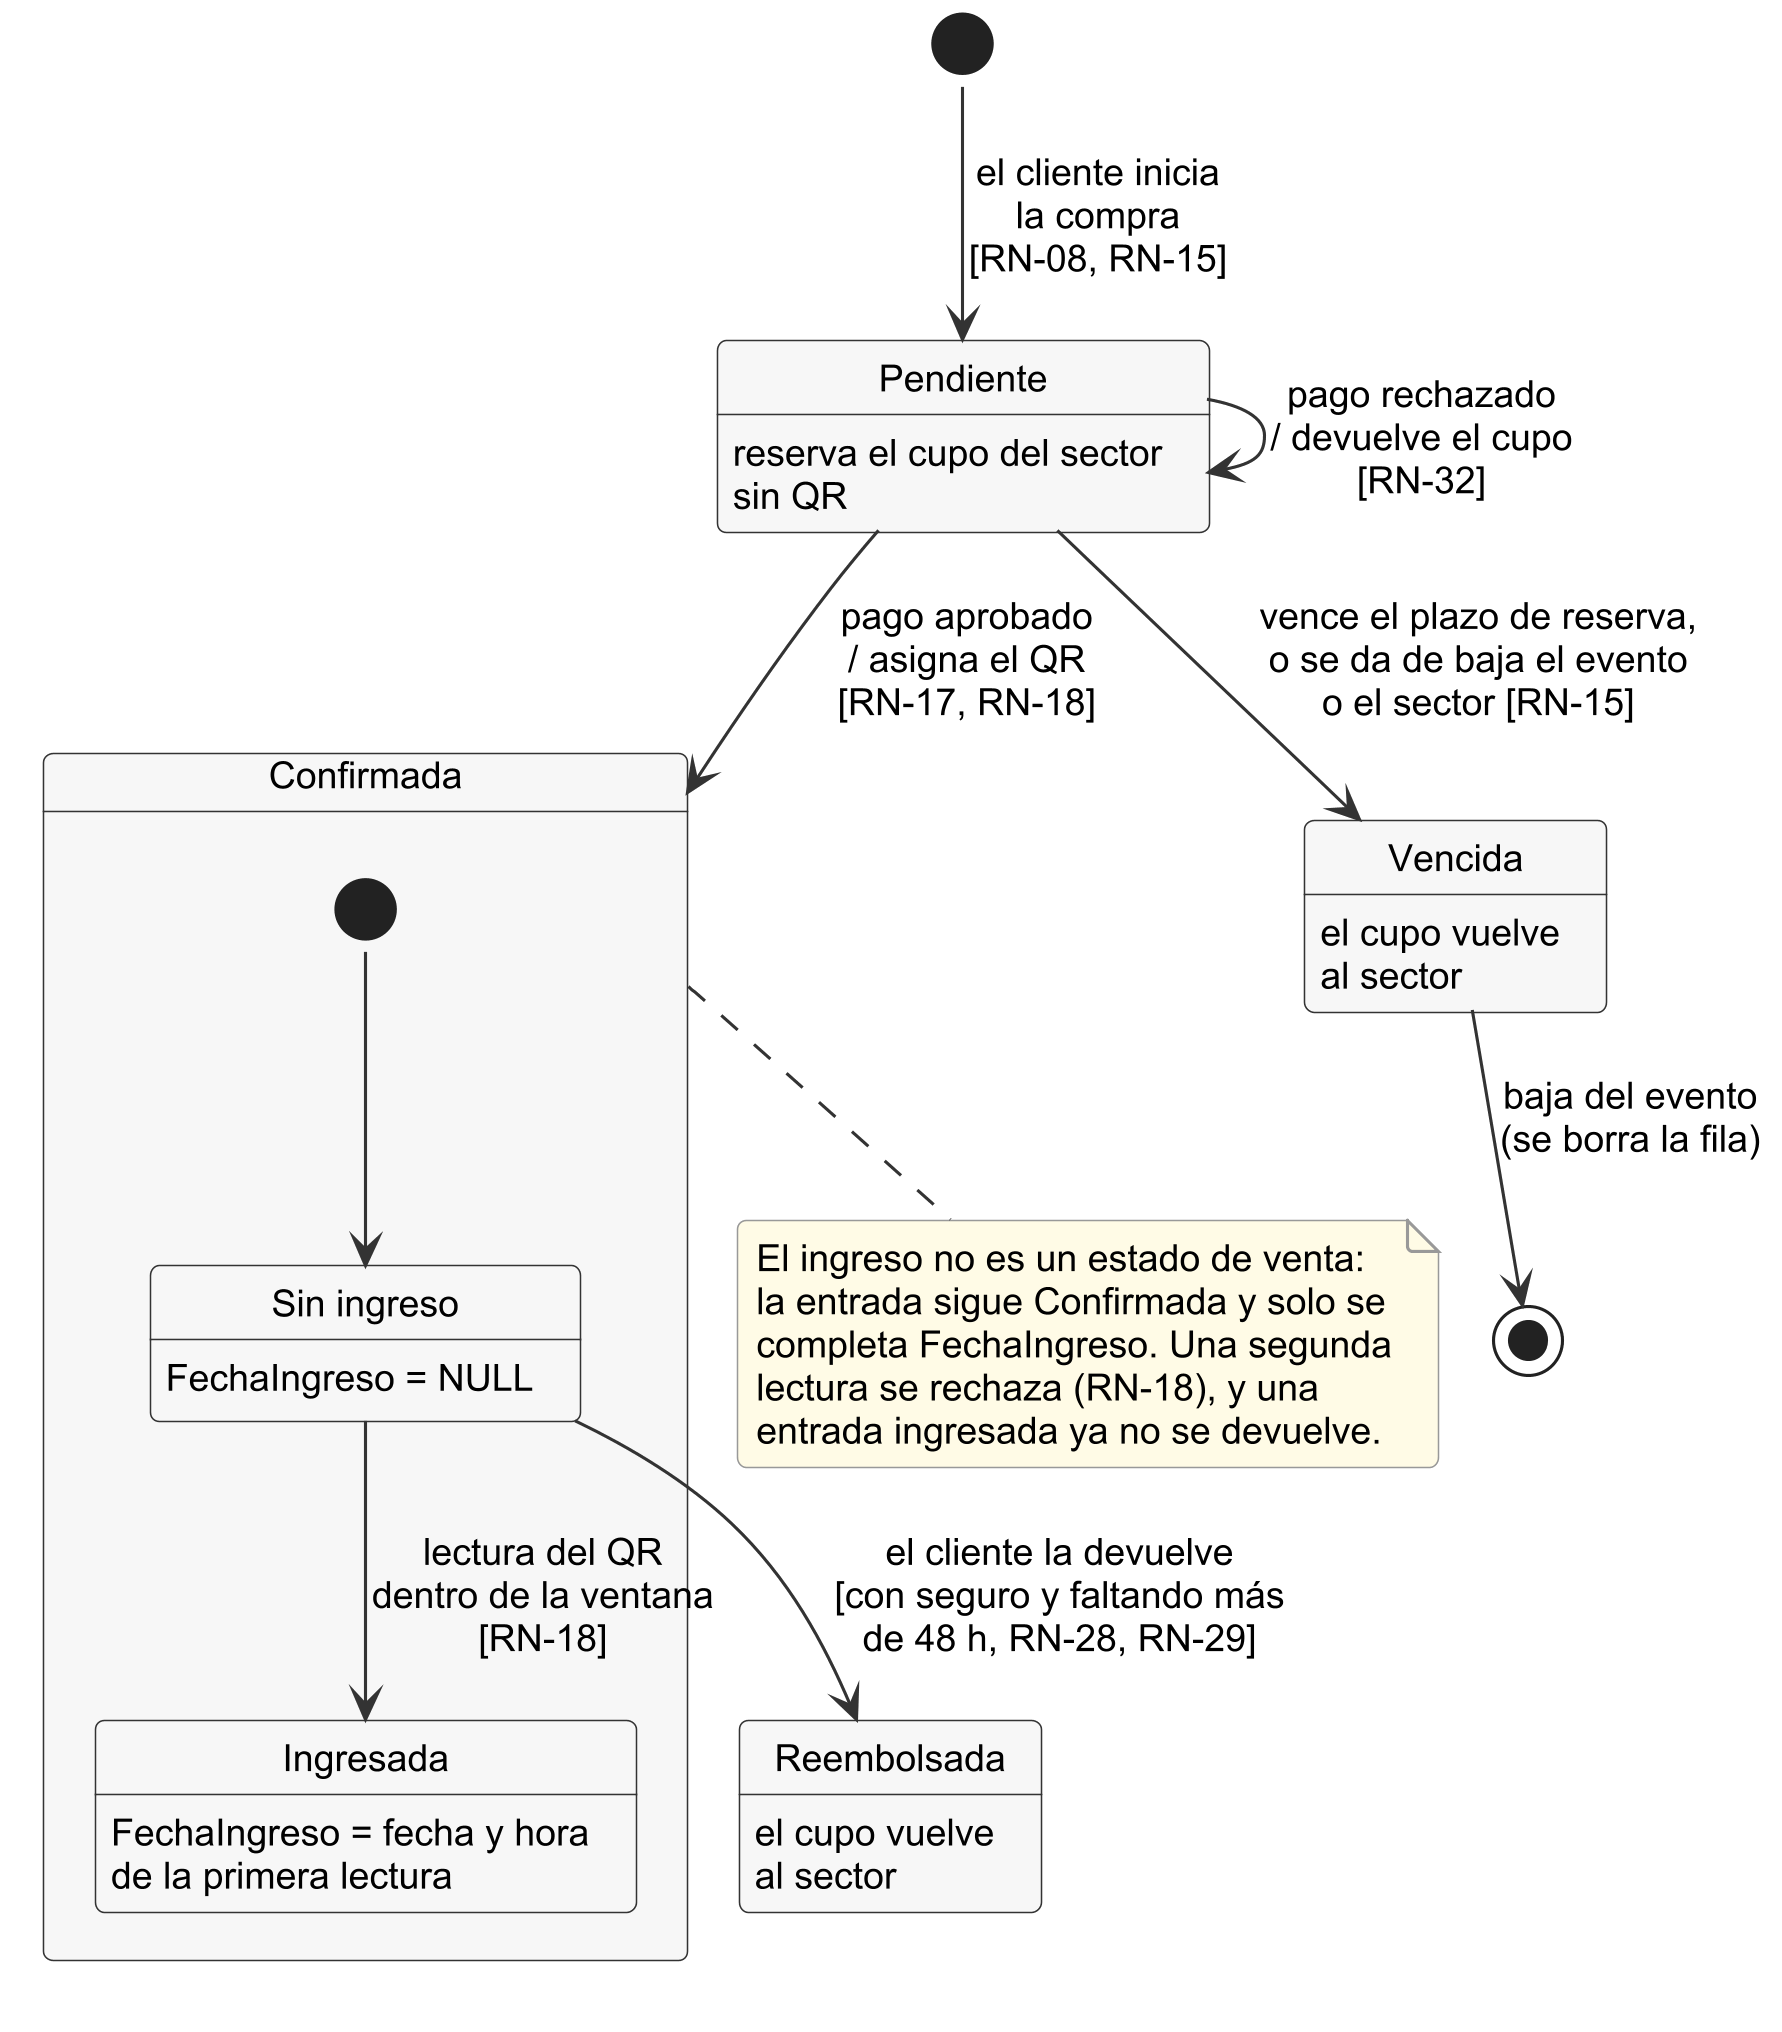 el cliente inicia
la compra
[RN-08, RN-15]
Pendiente
reserva el cupo del sector
sin QR
pago rechazado
/ devuelve el cupo
[RN-32]
pago aprobado
/ asigna el QR
[RN-17, RN-18]
vence el plazo de reserva,
o se da de baja el evento
o el sector [RN-15]
Confirmada
Vencida
el cupo vuelve
al sector
baja del evento
(se borra la fila)
Sin ingreso
FechaIngreso = NULL
El ingreso no es un estado de venta:
la entrada sigue Confirmada y solo se
completa FechaIngreso. Una segunda
lectura se rechaza (RN-18), y una
entrada ingresada ya no se devuelve.
lectura del QR
dentro de la ventana
[RN-18]
el cliente la devuelve
[con seguro y faltando más
de 48 h, RN-28, RN-29]
Ingresada
FechaIngreso = fecha y hora
de la primera lectura
Reembolsada
el cupo vuelve
al sector